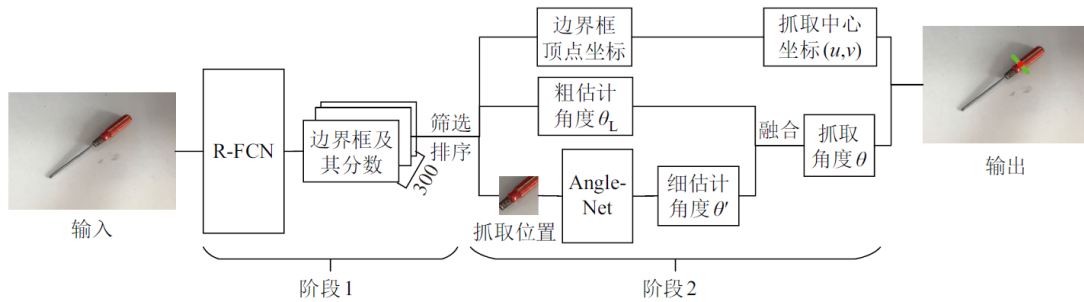 输入
R-FCN
边界框及
其分数
300
筛选
排序
边界框
顶点坐标
抓取中心
坐标(u,v)
粗估计
角度θL
融合
抓取
角度θ
抓取位置
Angle-
Net
细估计
角度θ′
输出
阶段1
阶段2